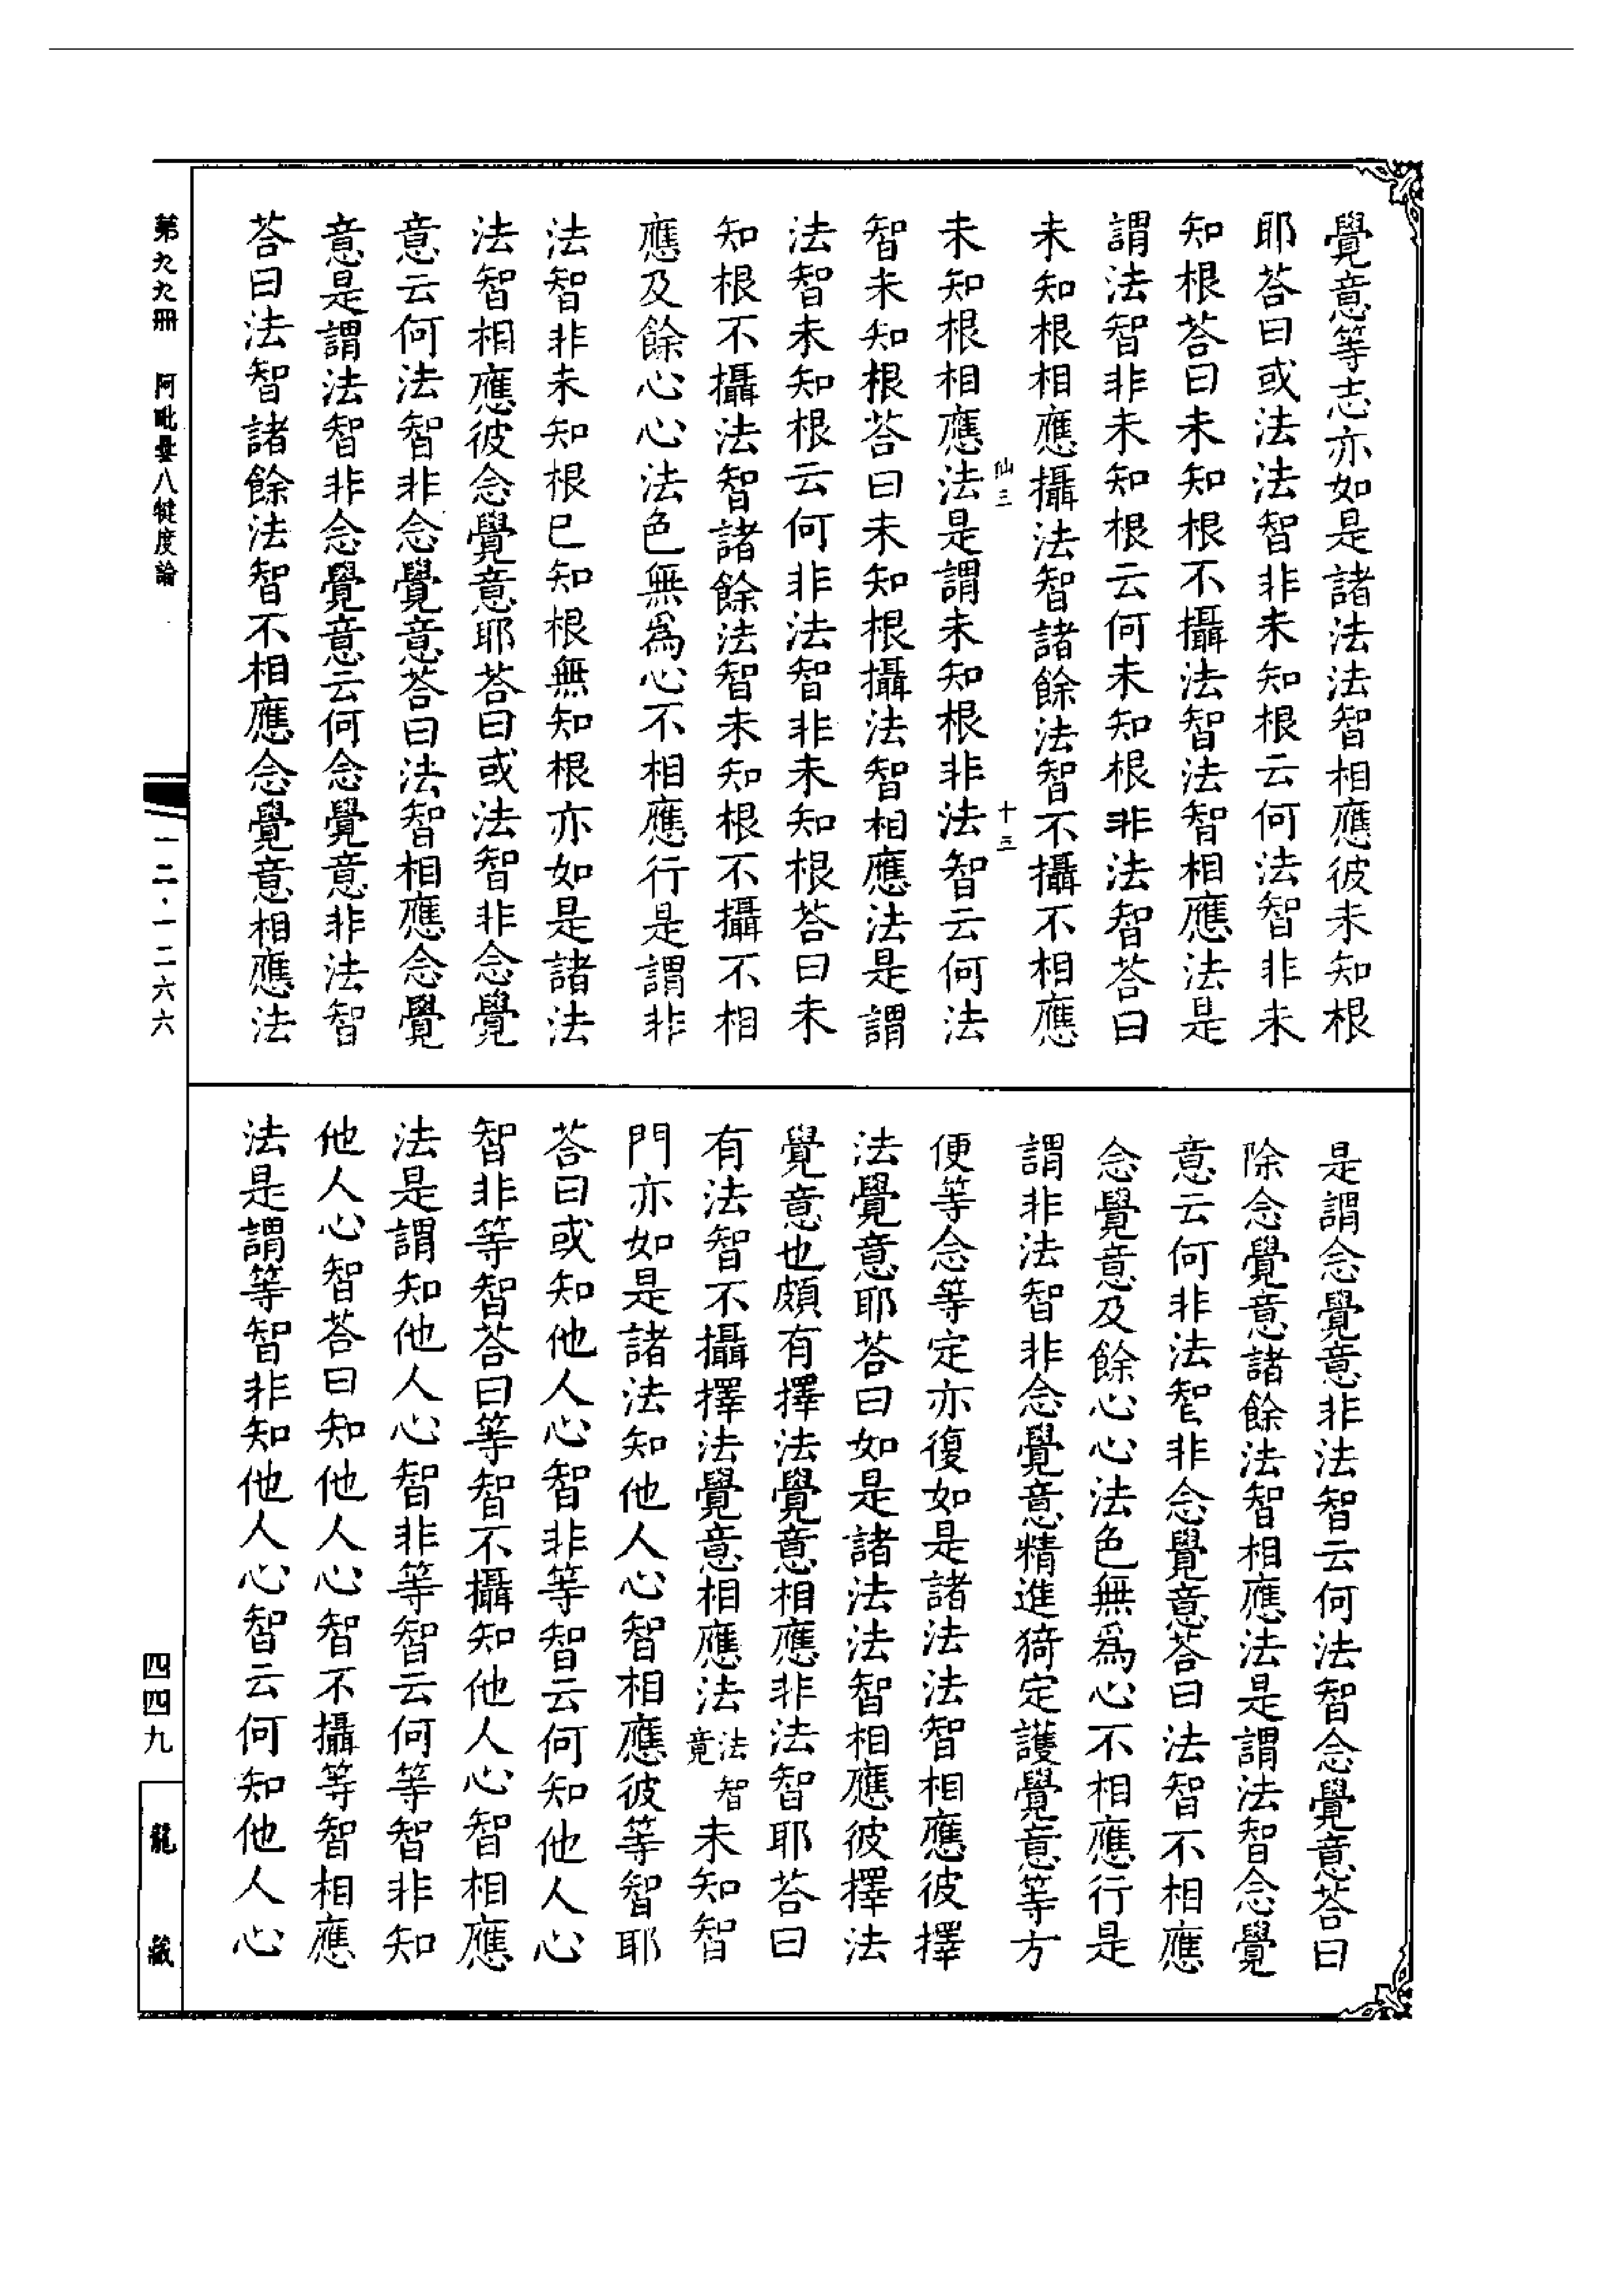 覺意等志亦如是諸法法智相應彼未知根
耶荅曰或法法智非未知根云何法智非未
知根荅曰未知根不攝法智法智相應法是
謂法智非未知根云何未知根非法智荅曰
未知根相應攝法智諸餘法智不攝不相應
仙三
十三
未知根相應法是謂未知根非法智云何法
智未知根荅曰未知根攝法智相應法是謂
法智未知根云何非法智非未知根荅曰未
知根不攝法智諸餘法智未知根不攝不相
應及餘心心法色無爲心不相應行是謂非
法智非未知根已知根無知根亦如是諸法
法智相應彼念覺意耶荅曰或法智非念覺
意云何法智非念覺意荅曰法智相應念覺
意是謂法智非念覺意云何念覺意非法智
荅曰法智諸餘法智不相應念覺意相應法
是謂念覺意非法智云何法智念覺意荅曰
除念覺意諸餘法智相應法是謂法智念覺
意云何非法智非念覺意荅曰法智不相應
念覺意及餘心心法色無爲心不相應行是
謂非法智非念覺意精進猗定護覺意等方
便等念等定亦復如是諸法法智相應彼擇
法覺意耶荅曰如是諸法法智相應彼擇法
覺意也頗有擇法覺意相應非法智耶荅曰
有法智不攝擇法覺意相應法法智竟未知智
門亦如是諸法知他人心智相應彼等智耶
荅曰或知他人心智非等智云何知他人心
智非等智荅曰等智不攝知他人心智相應
法是謂知他人心智非等智云何等智非知
他人心智荅曰知他人心智不攝等智相應
法是謂等智非知他人心智云何知他人心
第九九冊 阿毗曇八犍度論
一二·一二六六
四四九
龍藏